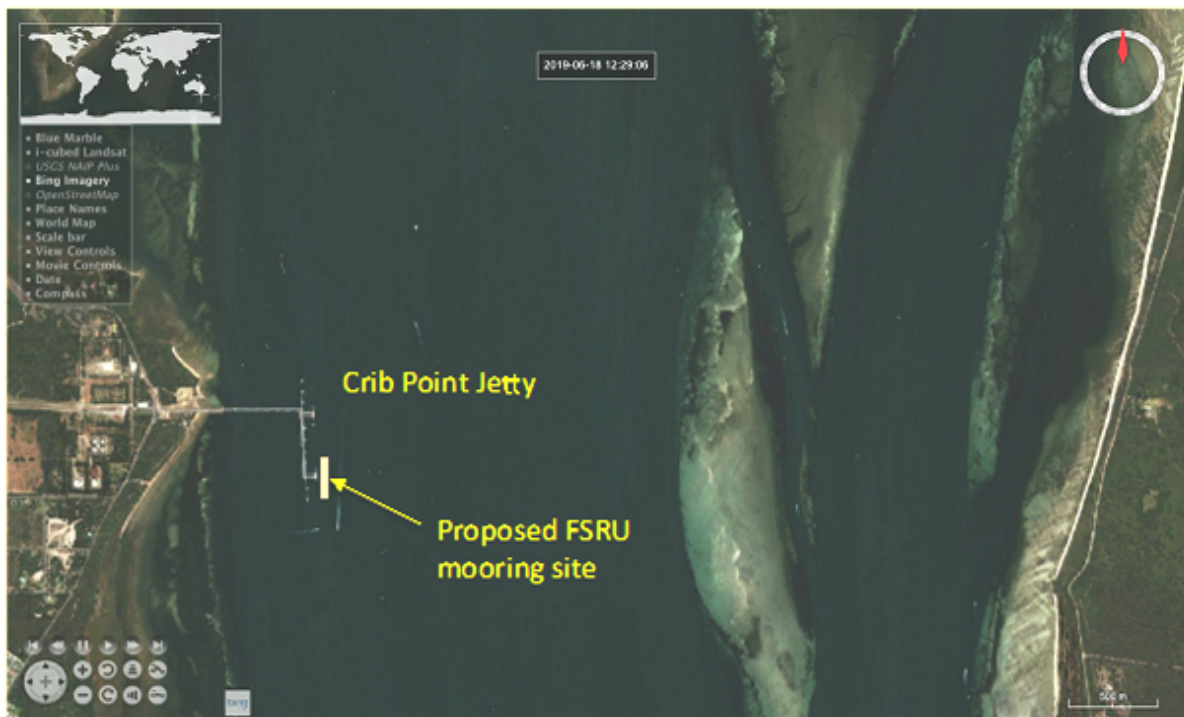 2019-06-18 12:29:06
Blue Marble
i-cubed Landsat
USGS NAIP Plus
Bing Imagery
OpenStreetMap
Place Names
World Map
Scale bar
View Controls
Movie Controls
Date
Compass
Crib Point Jetty
Proposed FSRU
mooring site
bing
500 m